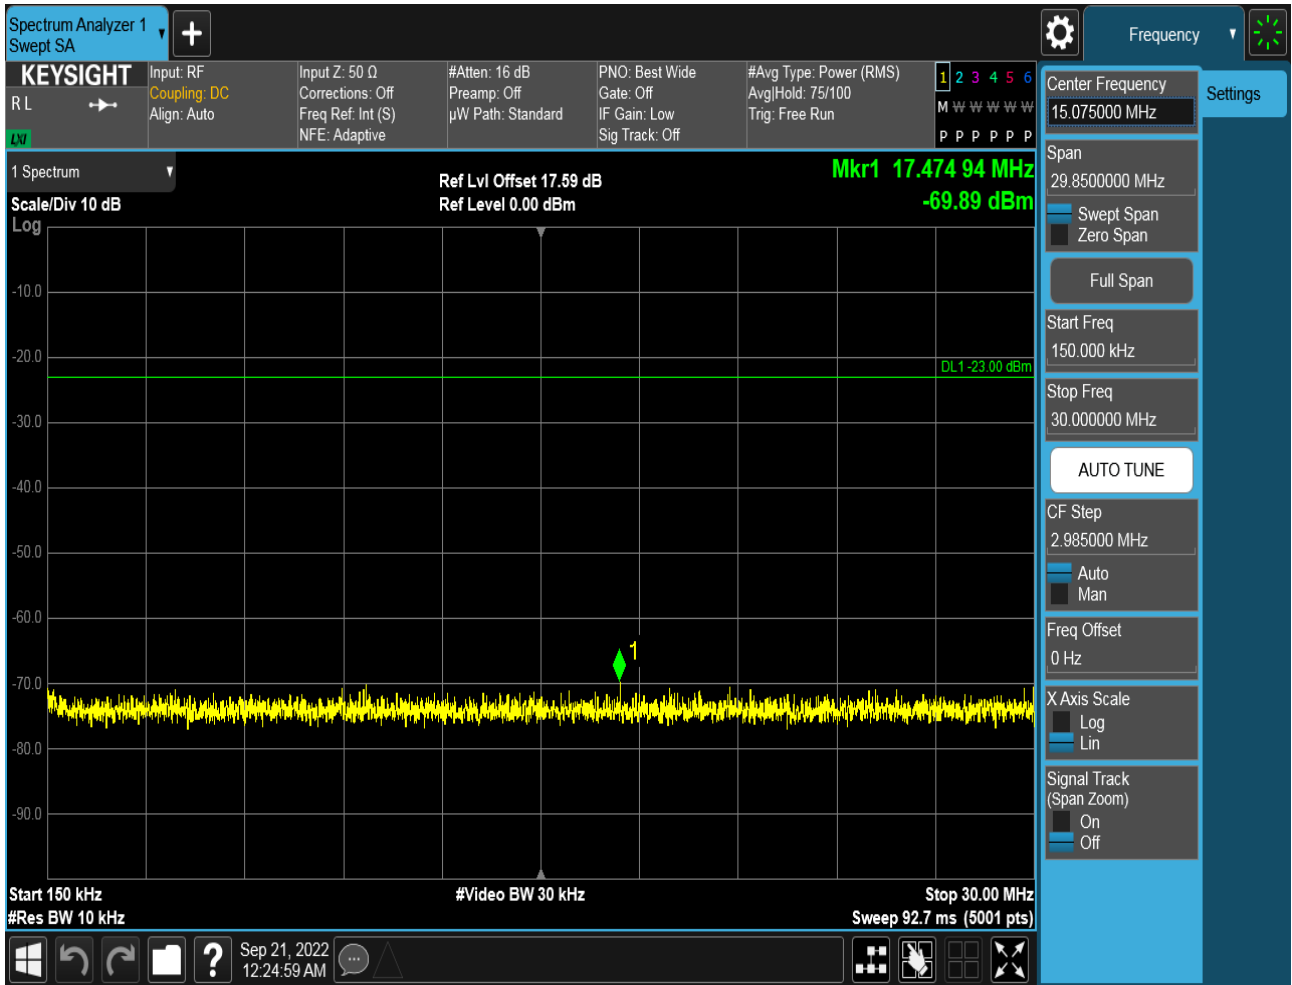 Spectrum Analyzer 1
Swept SA
Frequency
KEYSIGHT
R L
LXI
Input: RF
Coupling: DC
Align: Auto
Input Z: 50 Ω
Corrections: Off
Freq Ref: Int (S)
NFE: Adaptive
#Atten: 16 dB
Preamp: Off
µW Path: Standard
PNO: Best Wide
Gate: Off
IF Gain: Low
Sig Track: Off
#Avg Type: Power (RMS)
Avg|Hold: 75/100
Trig: Free Run
1 2 3 4 5 6
M W W W W W
P P P P P P
1 Spectrum
Scale/Div 10 dB
Log
Ref Lvl Offset 17.59 dB
Ref Level 0.00 dBm
Mkr1 17.474 94 MHz
-69.89 dBm
DL1 -23.00 dBm
-10.0
-20.0
-30.0
-40.0
-50.0
-60.0
-70.0
-80.0
-90.0
1
Start 150 kHz
#Res BW 10 kHz
#Video BW 30 kHz
Stop 30.00 MHz
Sweep 92.7 ms (5001 pts)
Center Frequency
15.075000 MHz
Settings
Span
29.8500000 MHz
Swept Span
Zero Span
Full Span
Start Freq
150.000 kHz
Stop Freq
30.000000 MHz
AUTO TUNE
CF Step
2.985000 MHz
Auto
Man
Freq Offset
0 Hz
X Axis Scale
Log
Lin
Signal Track
(Span Zoom)
On
Off
?
Sep 21, 2022
12:24:59 AM